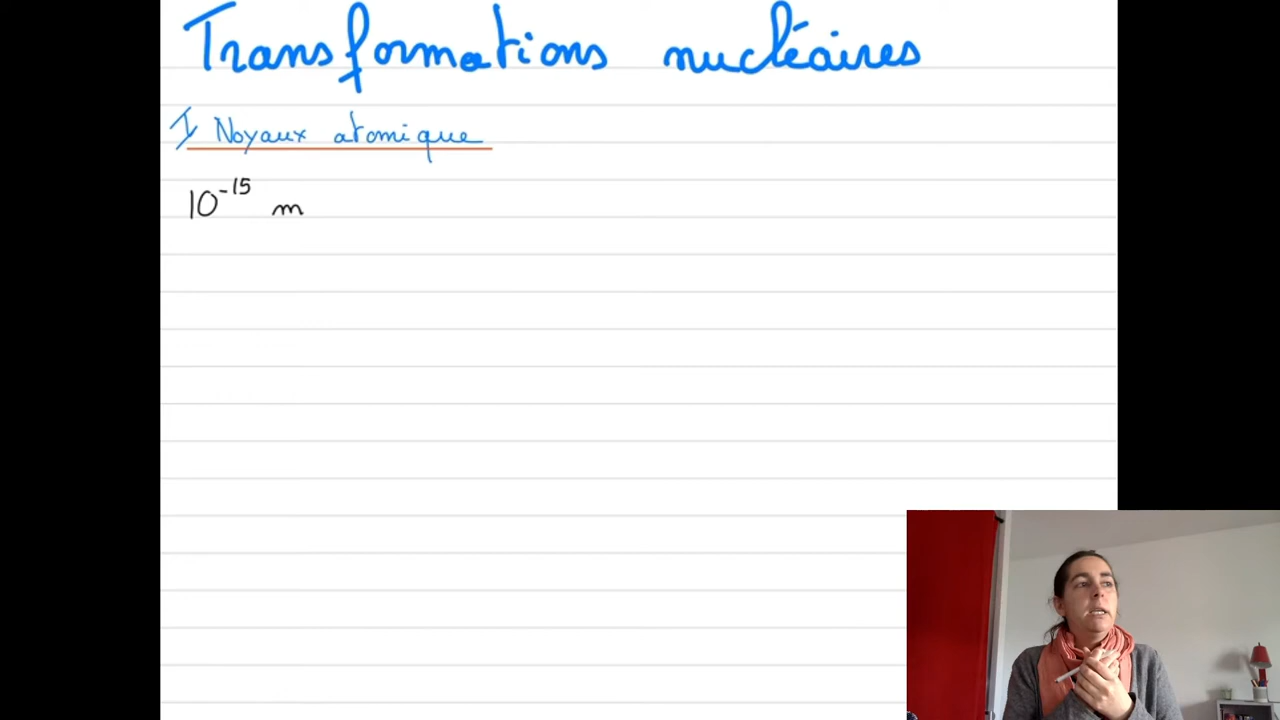 Transformations nucléaires
I Noyaux atomique
10⁻¹⁵ m